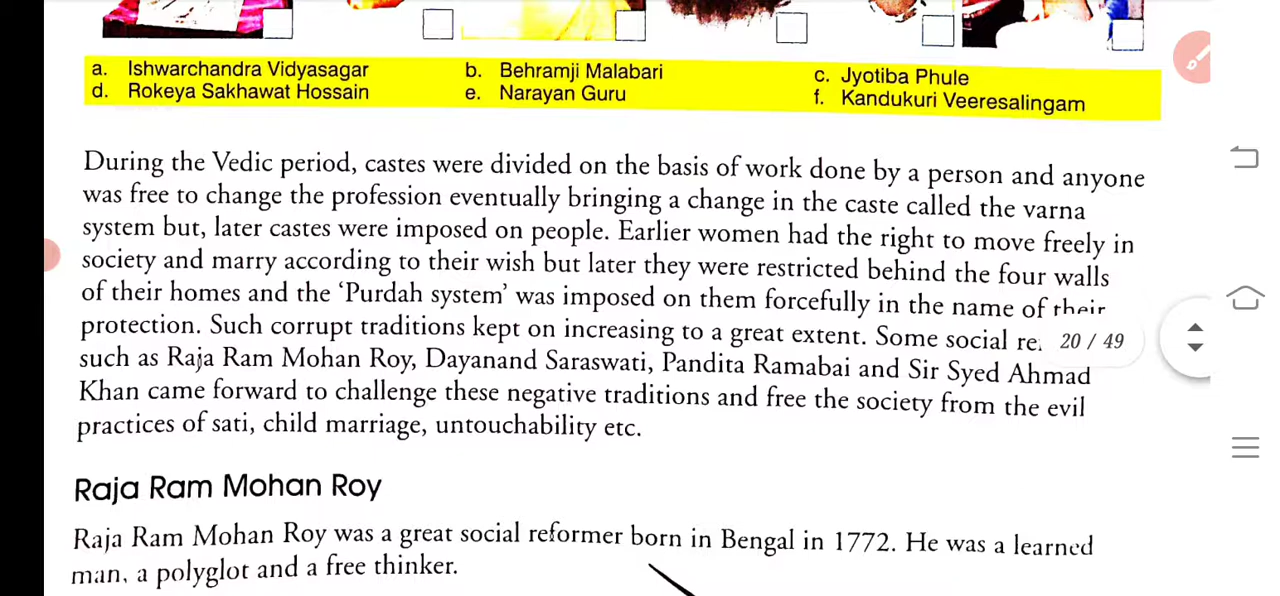 a. Ishwarchandra Vidyasagar b. Behramji Malabari c. Jyotiba Phule
d. Rokeya Sakhawat Hossain e. Narayan Guru f. Kandukuri Veeresalingam
During the Vedic period, castes were divided on the basis of work done by a person and anyone
was free to change the profession eventually bringing a change in the caste called the varna
system but, later castes were imposed on people. Earlier women had the right to move freely in
society and marry according to their wish but later they were restricted behind the four walls
of their homes and the ‘Purdah system’ was imposed on them forcefully in the name of their
protection. Such corrupt traditions kept on increasing to a great extent. Some social 20 / 49
such as Raja Ram Mohan Roy, Dayanand Saraswati, Pandita Ramabai and Sir Syed Ahmad
Khan came forward to challenge these negative traditions and free the society from the evil
practices of sati, child marriage, untouchability etc.
Raja Ram Mohan Roy
Raja Ram Mohan Roy was a great social reformer born in Bengal in 1772. He was a learned
man, a polyglot and a free thinker.